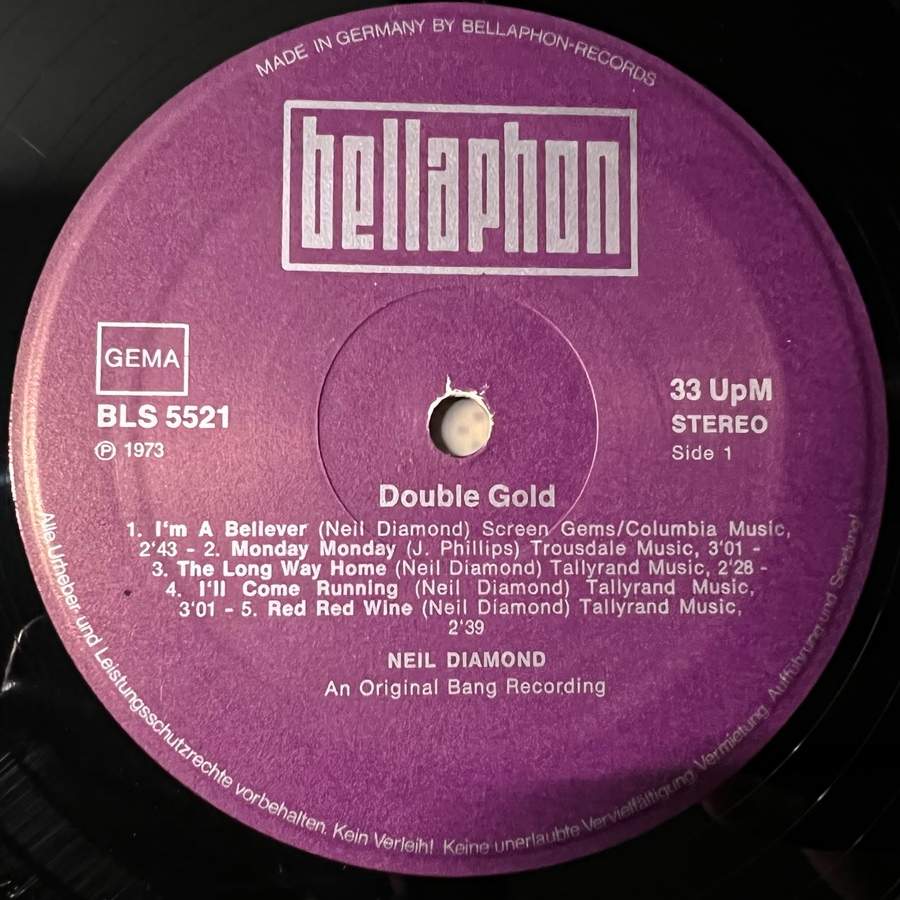 MADE IN GERMANY BY BELLAPHON-RECORDS
bellaphon
GEMA
BLS 5521
℗ 1973
33 UpM
STEREO
Side 1
Double Gold
1. I'm A Believer (Neil Diamond) Screen Gems/Columbia Music,
2'43 - 2. Monday Monday (J. Phillips) Trousdale Music, 3'01 -
3. The Long Way Home (Neil Diamond) Tallyrand Music, 2'28 -
4. I'll Come Running (Neil Diamond) Tallyrand Music,
3'01 - 5. Red Red Wine (Neil Diamond) Tallyrand Music,
2'39
NEIL DIAMOND
An Original Bang Recording
Alle Urheber- und Leistungsschutzrechte vorbehalten. Kein Verleih! Keine unerlaubte Vervielfältigung, Vermietung, Aufführung und Sendung!